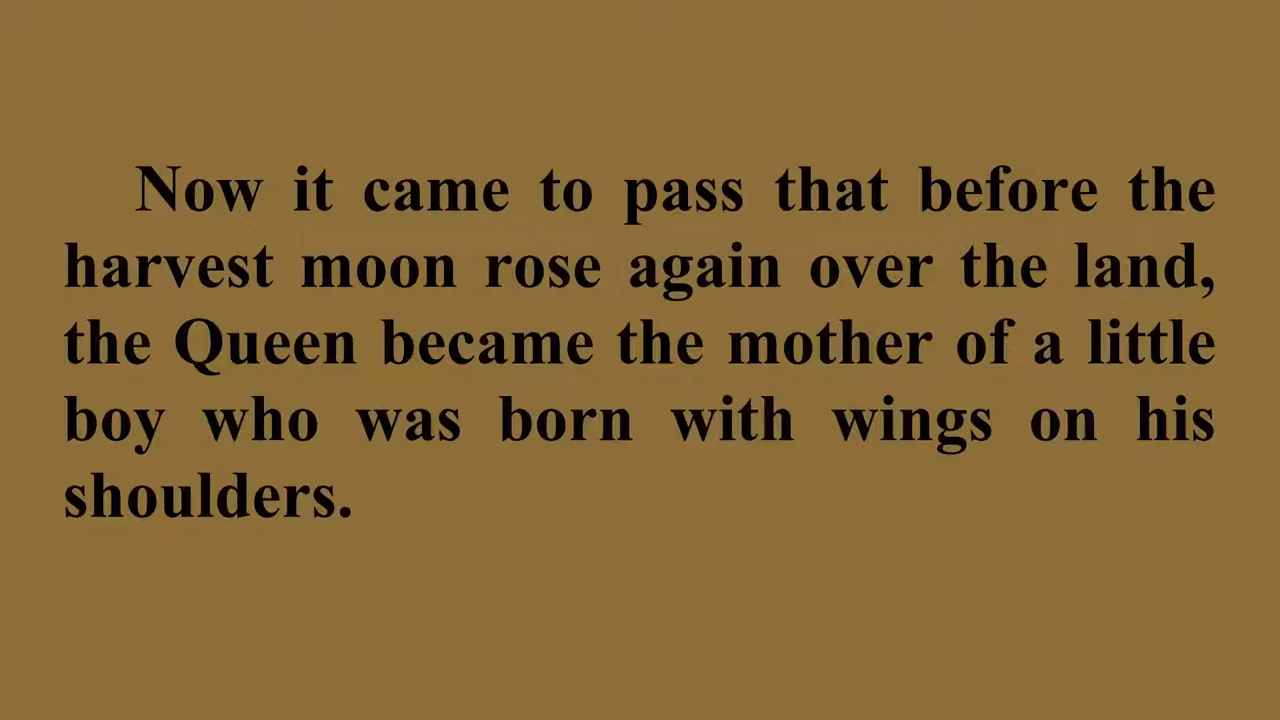 Now it came to pass that before the
harvest moon rose again over the land,
the Queen became the mother of a little
boy who was born with wings on his
shoulders.